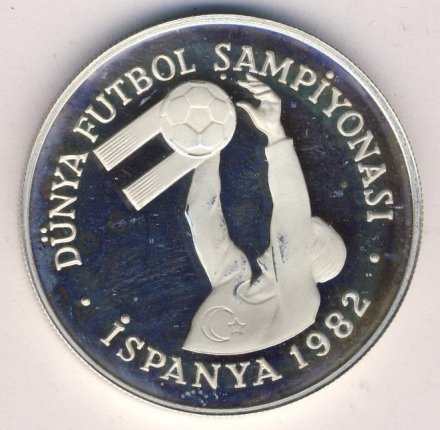 DÜNYA FUTBOL ŞAMPİYONASI
· İSPANYA 1982 ·